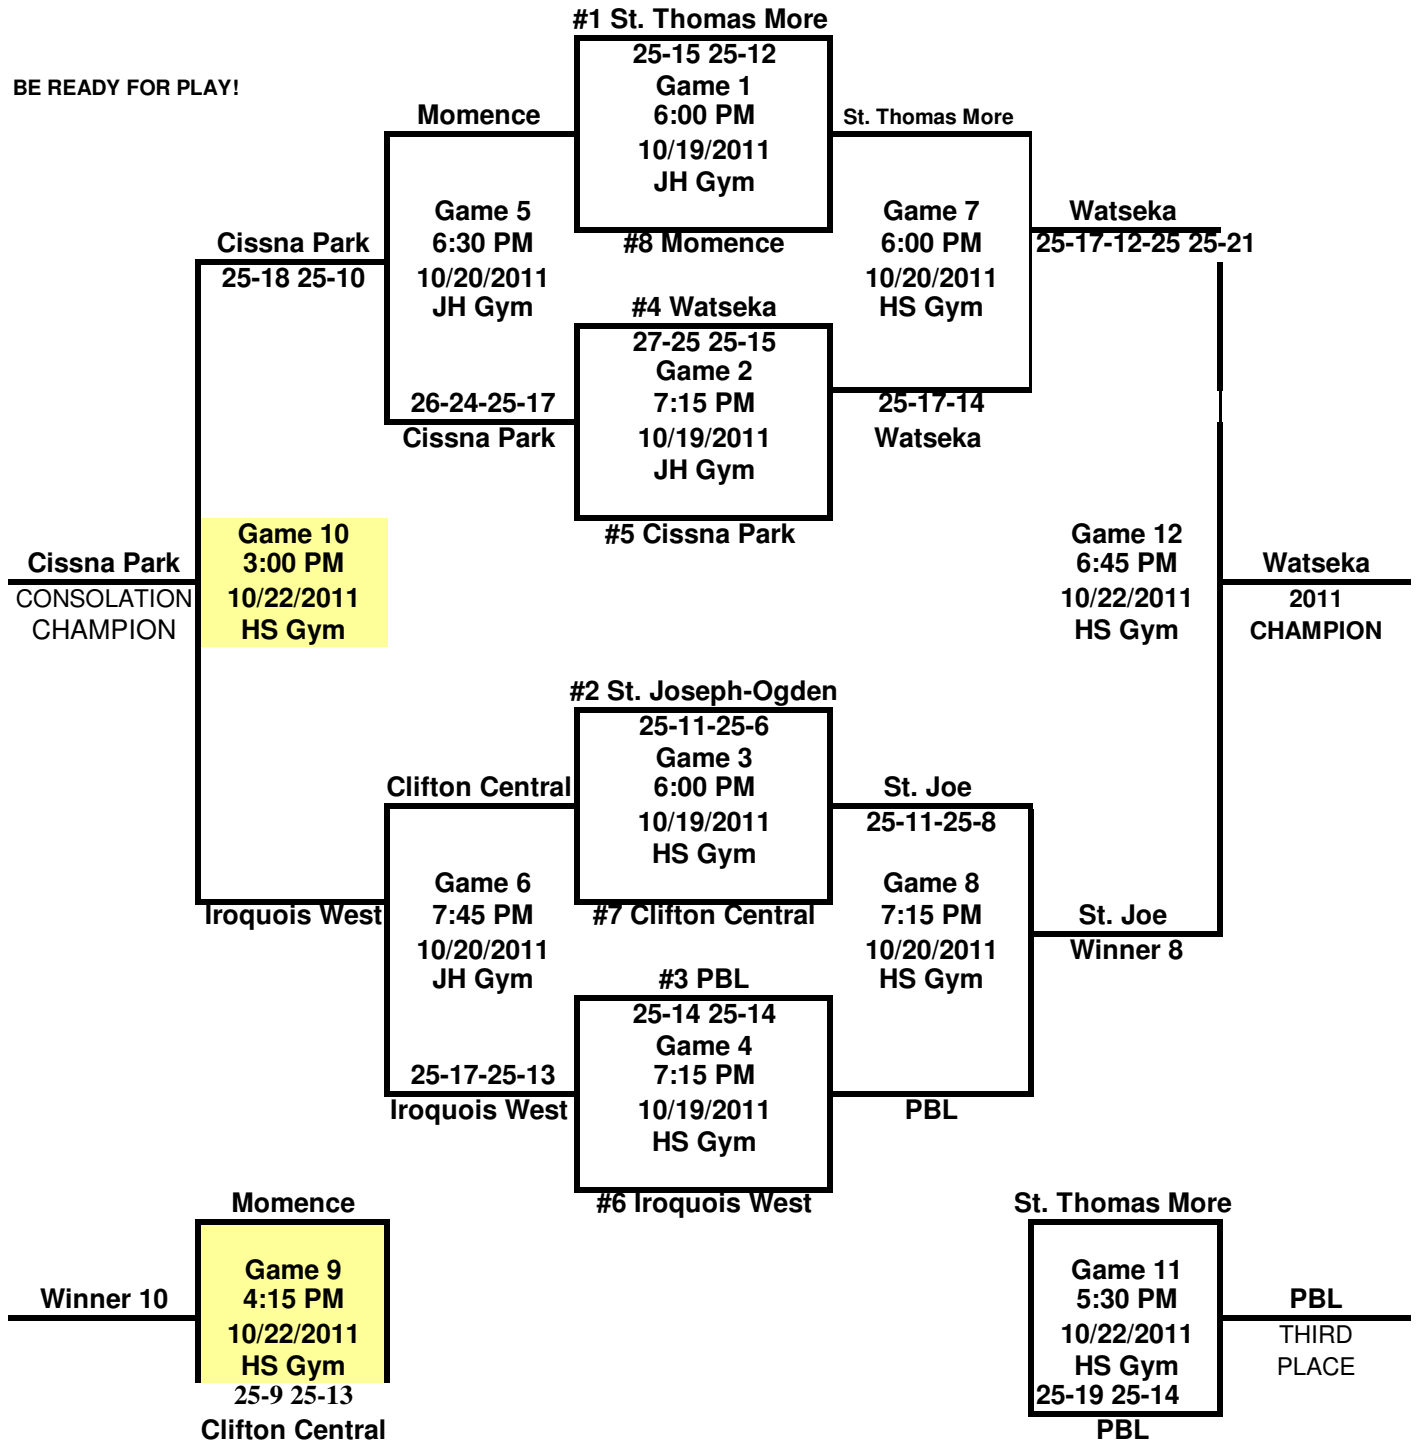 #1 St. Thomas More
25-15 25-12
BE READY FOR PLAY!
Game 1
Momence
6:00 PM
St. Thomas More
10/19/2011
JH Gym
Game 5
Game 7
Watseka
Cissna Park
6:30 PM
#8 Momence
6:00 PM
25-17-12-25 25-21
25-18 25-10
10/20/2011
10/20/2011
JH Gym
#4 Watseka
HS Gym
27-25 25-15
Game 2
26-24-25-17
7:15 PM
25-17-14
Cissna Park
10/19/2011
Watseka
JH Gym
Game 10
#5 Cissna Park
Game 12
Cissna Park
3:00 PM
6:45 PM
Watseka
CONSOLATION
10/22/2011
10/22/2011
2011
CHAMPION
HS Gym
HS Gym
CHAMPION
#2 St. Joseph-Ogden
25-11-25-6
Game 3
Clifton Central
6:00 PM
St. Joe
10/19/2011
25-11-25-8
HS Gym
Game 6
Game 8
Iroquois West
7:45 PM
#7 Clifton Central
7:15 PM
St. Joe
10/20/2011
10/20/2011
Winner 8
JH Gym
#3 PBL
HS Gym
25-14 25-14
Game 4
25-17-25-13
7:15 PM
Iroquois West
10/19/2011
PBL
HS Gym
Momence
#6 Iroquois West
St. Thomas More
Game 9
Game 11
Winner 10
4:15 PM
5:30 PM
PBL
10/22/2011
10/22/2011
THIRD
HS Gym
HS Gym
PLACE
25-9 25-13
25-19 25-14
Clifton Central
PBL